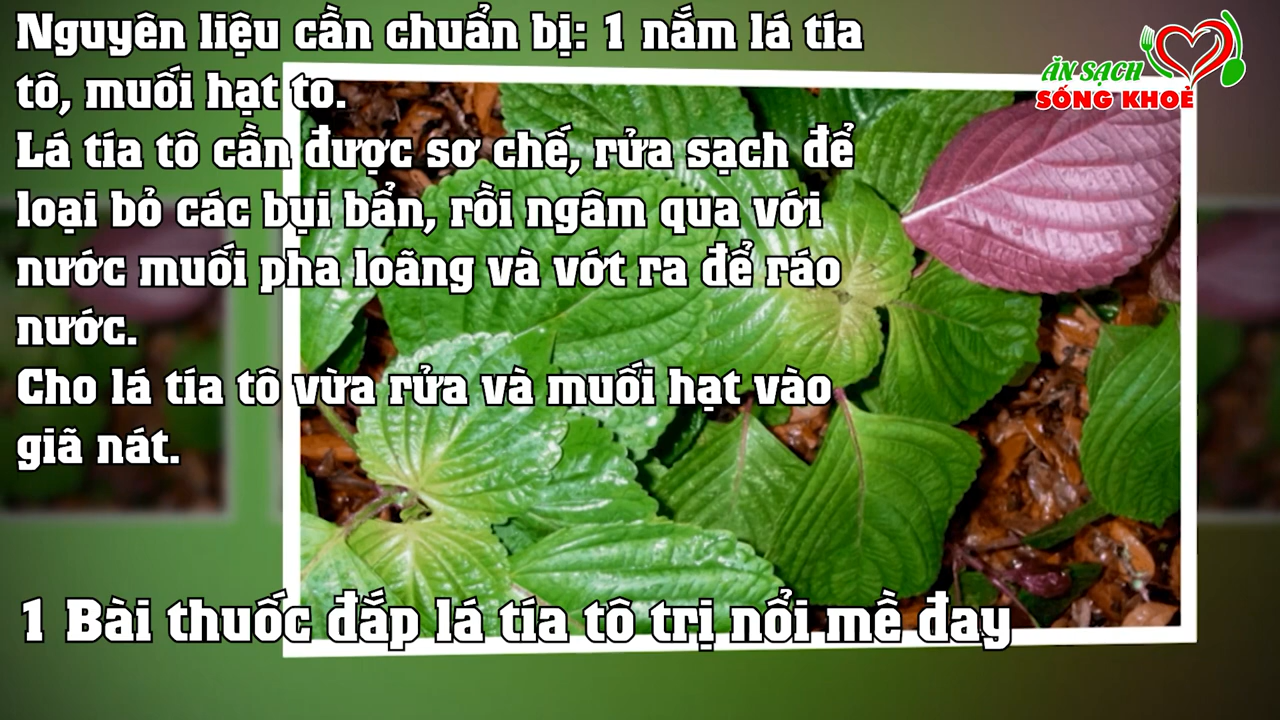 Nguyên liệu cần chuẩn bị: 1 nắm lá tía
tô, muối hạt to.
Lá tía tô cần được sơ chế, rửa sạch để
loại bỏ các bụi bẩn, rồi ngâm qua với
nước muối pha loãng và vớt ra để ráo
nước.
Cho lá tía tô vừa rửa và muối hạt vào
giã nát.
1 Bài thuốc đắp lá tía tô trị nổi mề đay
ĂN SẠCH
SỐNG KHOẺ